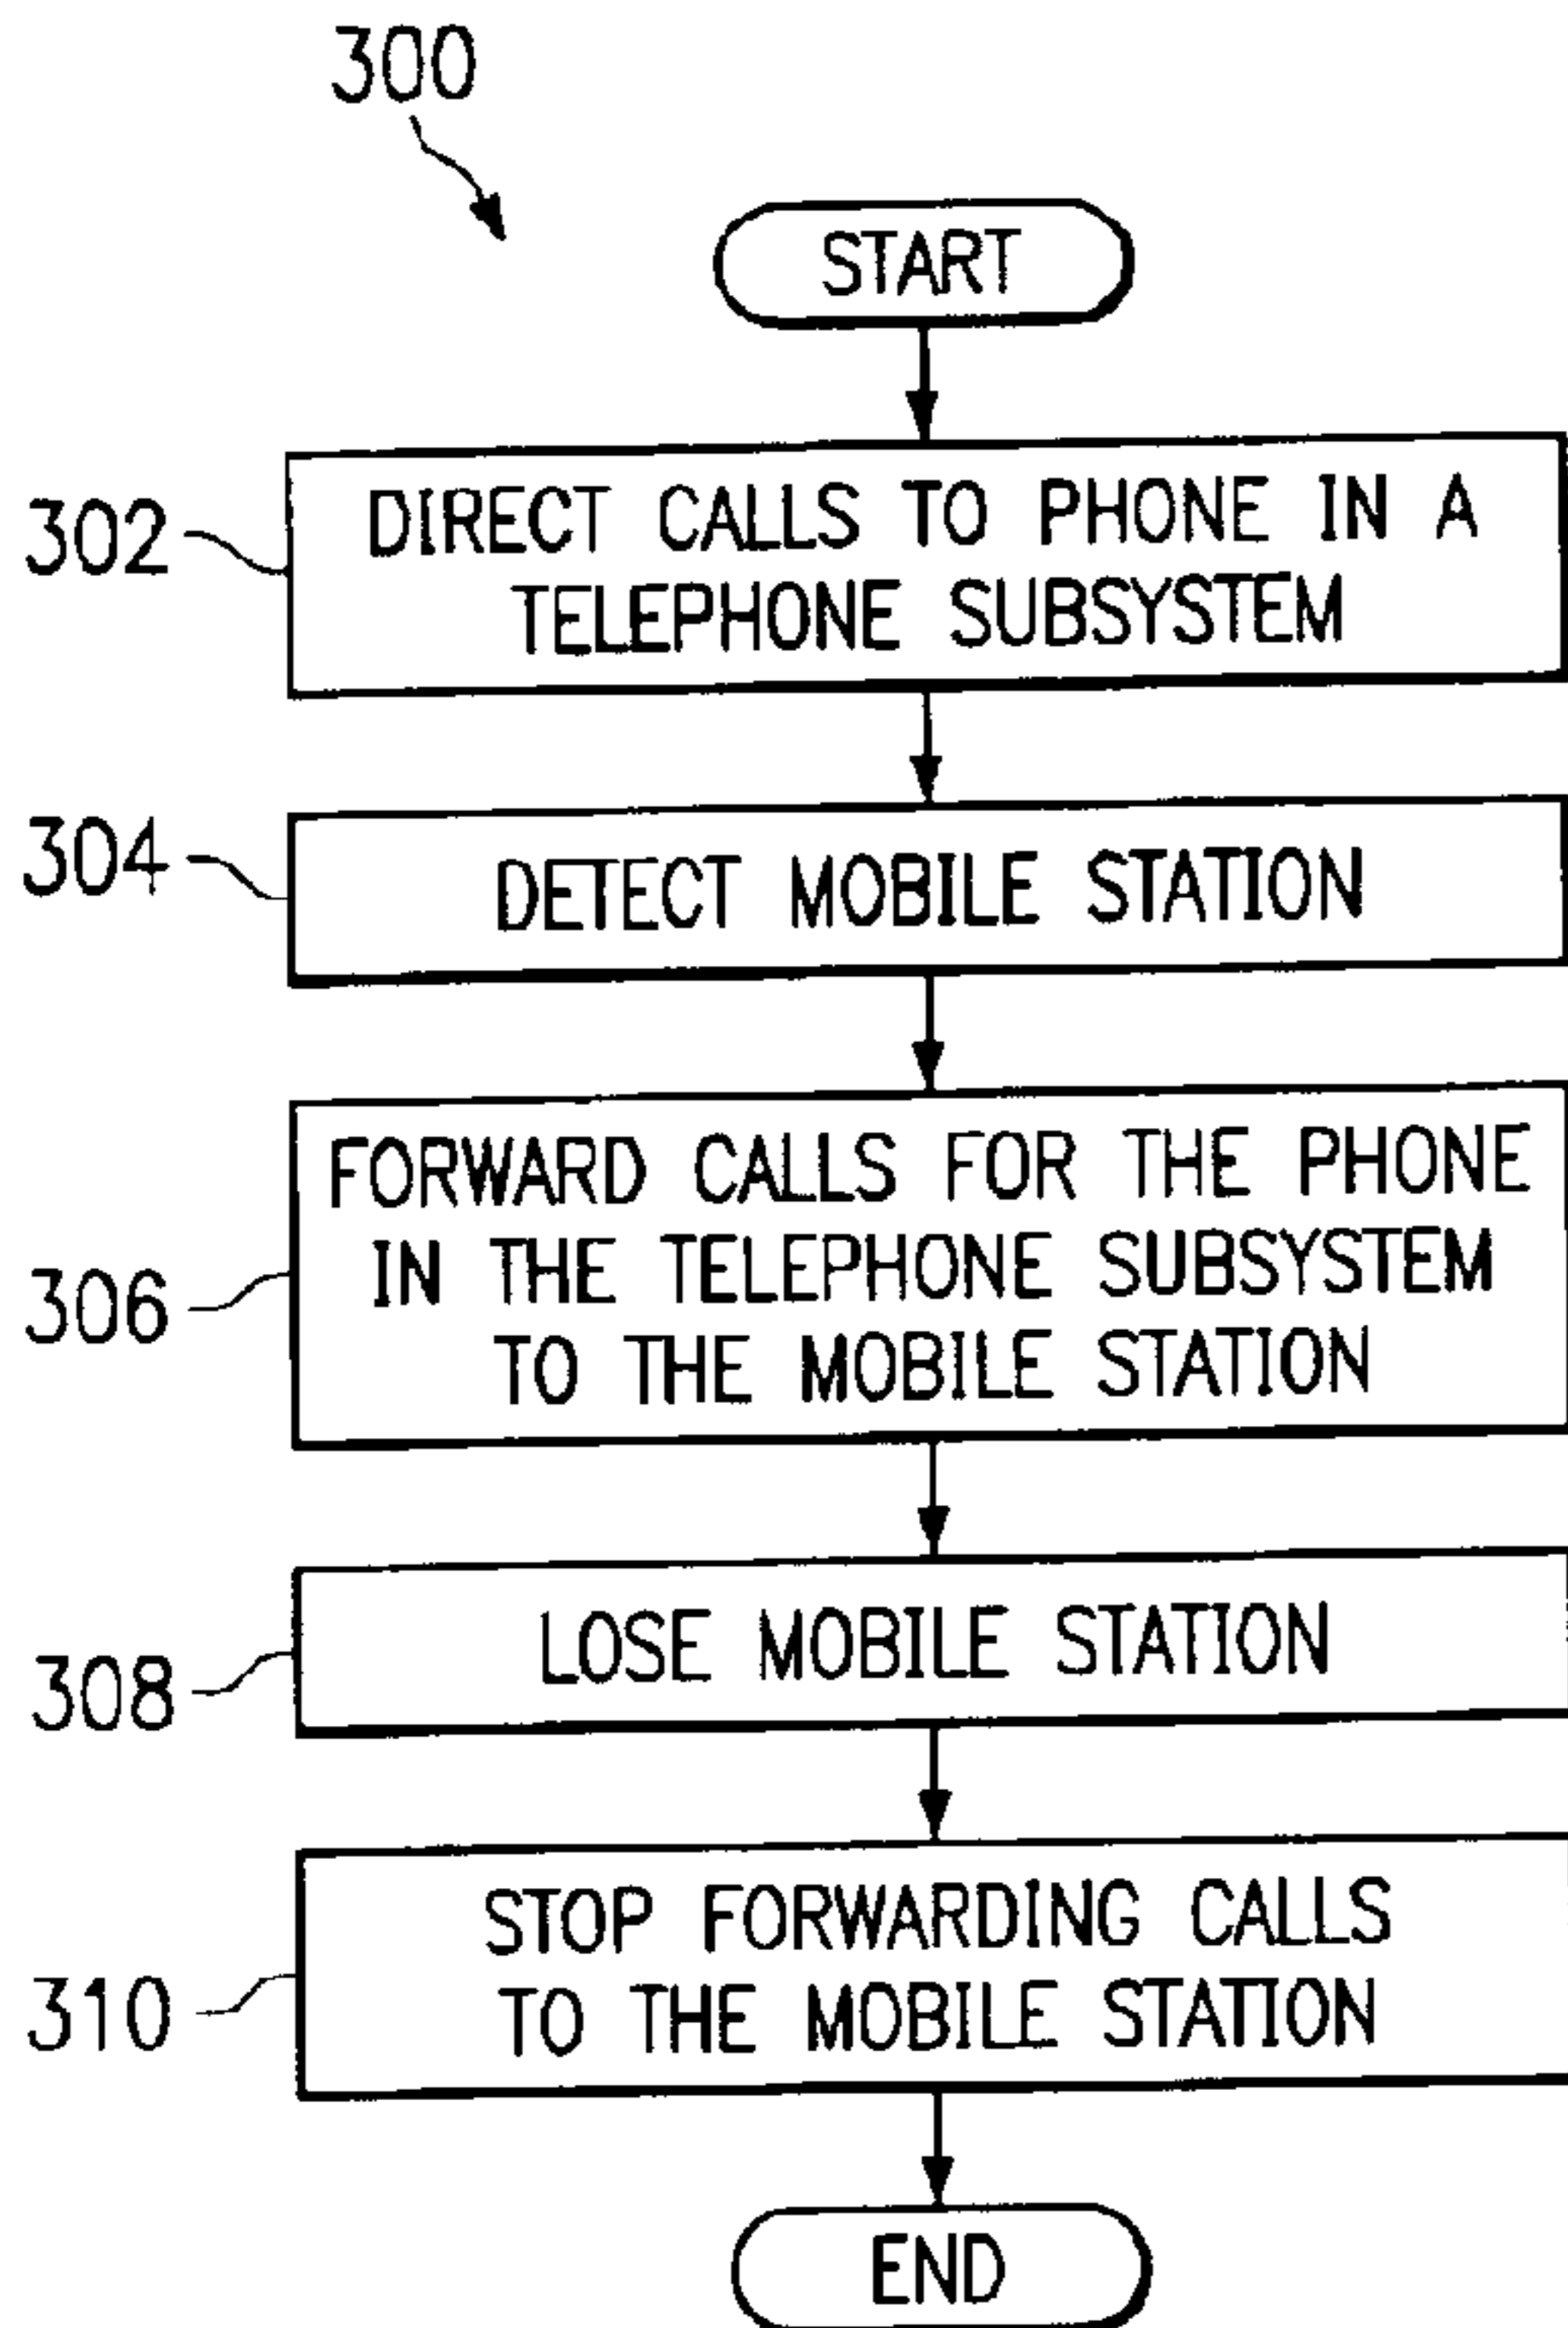 300
START
302
DIRECT CALLS TO PHONE IN A
TELEPHONE SUBSYSTEM
304
DETECT MOBILE STATION
306
FORWARD CALLS FOR THE PHONE
IN THE TELEPHONE SUBSYSTEM
TO THE MOBILE STATION
308
LOSE MOBILE STATION
310
STOP FORWARDING CALLS
TO THE MOBILE STATION
END